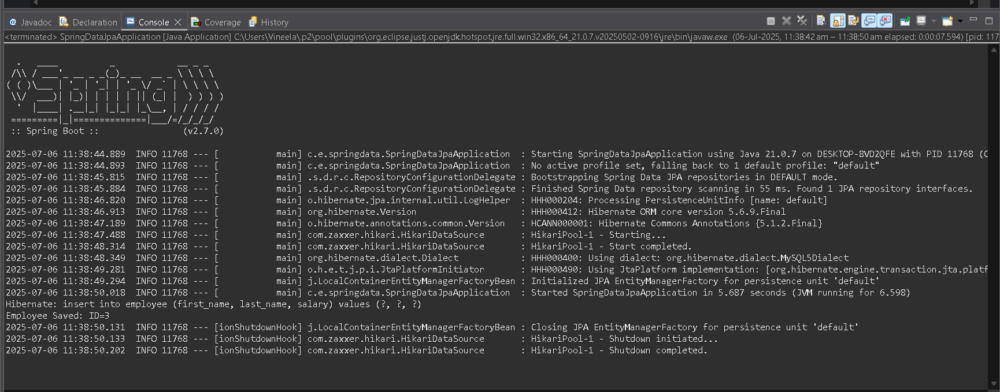 Javadoc Declaration Console Coverage History
<terminated> SpringDataJpaApplication [Java Application] C:\Users\Vineela\.p2\pool\plugins\org.eclipse.justj.openjdk.hotspot.jre.full.win32.x86_64_21.0.7.v20250502-0916\jre\bin\javaw.exe (06-Jul-2025, 11:38:42 am – 11:38:50 am elapsed: 0:00:07.594) [pid: 117
  .   ____          _            __ _ _
 /\\ / ___'_ __ _ _(_)_ __  __ _ \ \ \ \
( ( )\___ | '_ | '_| | '_ \/ _` | \ \ \ \
 \\/  ___)| |_)| | | | | || (_| |  ) ) ) )
  '  |____| .__|_| |_|_| |_\__, | / / / /
 =========|_|==============|___/=/_/_/_/
 :: Spring Boot ::                (v2.7.0)
2025-07-06 11:38:44.889  INFO 11768 --- [           main] c.e.springdata.SpringDataJpaApplication  : Starting SpringDataJpaApplication using Java 21.0.7 on DESKTOP-8VD2QFE with PID 11768 (C
2025-07-06 11:38:44.893  INFO 11768 --- [           main] c.e.springdata.SpringDataJpaApplication  : No active profile set, falling back to 1 default profile: "default"
2025-07-06 11:38:45.815  INFO 11768 --- [           main] .s.d.r.c.RepositoryConfigurationDelegate : Bootstrapping Spring Data JPA repositories in DEFAULT mode.
2025-07-06 11:38:45.884  INFO 11768 --- [           main] .s.d.r.c.RepositoryConfigurationDelegate : Finished Spring Data repository scanning in 55 ms. Found 1 JPA repository interfaces.
2025-07-06 11:38:46.820  INFO 11768 --- [           main] o.hibernate.jpa.internal.util.LogHelper  : HHH000204: Processing PersistenceUnitInfo [name: default]
2025-07-06 11:38:46.913  INFO 11768 --- [           main] org.hibernate.Version                    : HHH000412: Hibernate ORM core version 5.6.9.Final
2025-07-06 11:38:47.189  INFO 11768 --- [           main] o.hibernate.annotations.common.Version   : HCANN000001: Hibernate Commons Annotations {5.1.2.Final}
2025-07-06 11:38:47.488  INFO 11768 --- [           main] com.zaxxer.hikari.HikariDataSource       : HikariPool-1 - Starting...
2025-07-06 11:38:48.314  INFO 11768 --- [           main] com.zaxxer.hikari.HikariDataSource       : HikariPool-1 - Start completed.
2025-07-06 11:38:48.349  INFO 11768 --- [           main] org.hibernate.dialect.Dialect            : HHH000400: Using dialect: org.hibernate.dialect.MySQL5Dialect
2025-07-06 11:38:49.281  INFO 11768 --- [           main] o.h.e.t.j.p.i.JtaPlatformInitiator       : HHH000490: Using JtaPlatform implementation: [org.hibernate.engine.transaction.jta.platf
2025-07-06 11:38:49.294  INFO 11768 --- [           main] j.LocalContainerEntityManagerFactoryBean : Initialized JPA EntityManagerFactory for persistence unit 'default'
2025-07-06 11:38:50.018  INFO 11768 --- [           main] c.e.springdata.SpringDataJpaApplication  : Started SpringDataJpaApplication in 5.687 seconds (JVM running for 6.598)
Hibernate: insert into employee (first_name, last_name, salary) values (?, ?, ?)
Employee Saved: ID=3
2025-07-06 11:38:50.131  INFO 11768 --- [ionShutdownHook] j.LocalContainerEntityManagerFactoryBean : Closing JPA EntityManagerFactory for persistence unit 'default'
2025-07-06 11:38:50.133  INFO 11768 --- [ionShutdownHook] com.zaxxer.hikari.HikariDataSource       : HikariPool-1 - Shutdown initiated...
2025-07-06 11:38:50.202  INFO 11768 --- [ionShutdownHook] com.zaxxer.hikari.HikariDataSource       : HikariPool-1 - Shutdown completed.